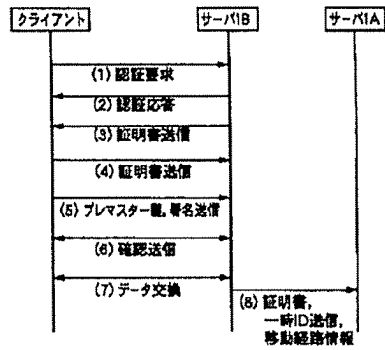 クライアント
サーバ1B
サーバ1A
(1) 認証要求
(2) 認証応答
(3) 証明書送信
(4) 証明書送信
(5) プレマスター鍵, 署名送信
(6) 確認送信
(7) データ交換
(8) 証明書,
一時ID送信,
移動経路情報